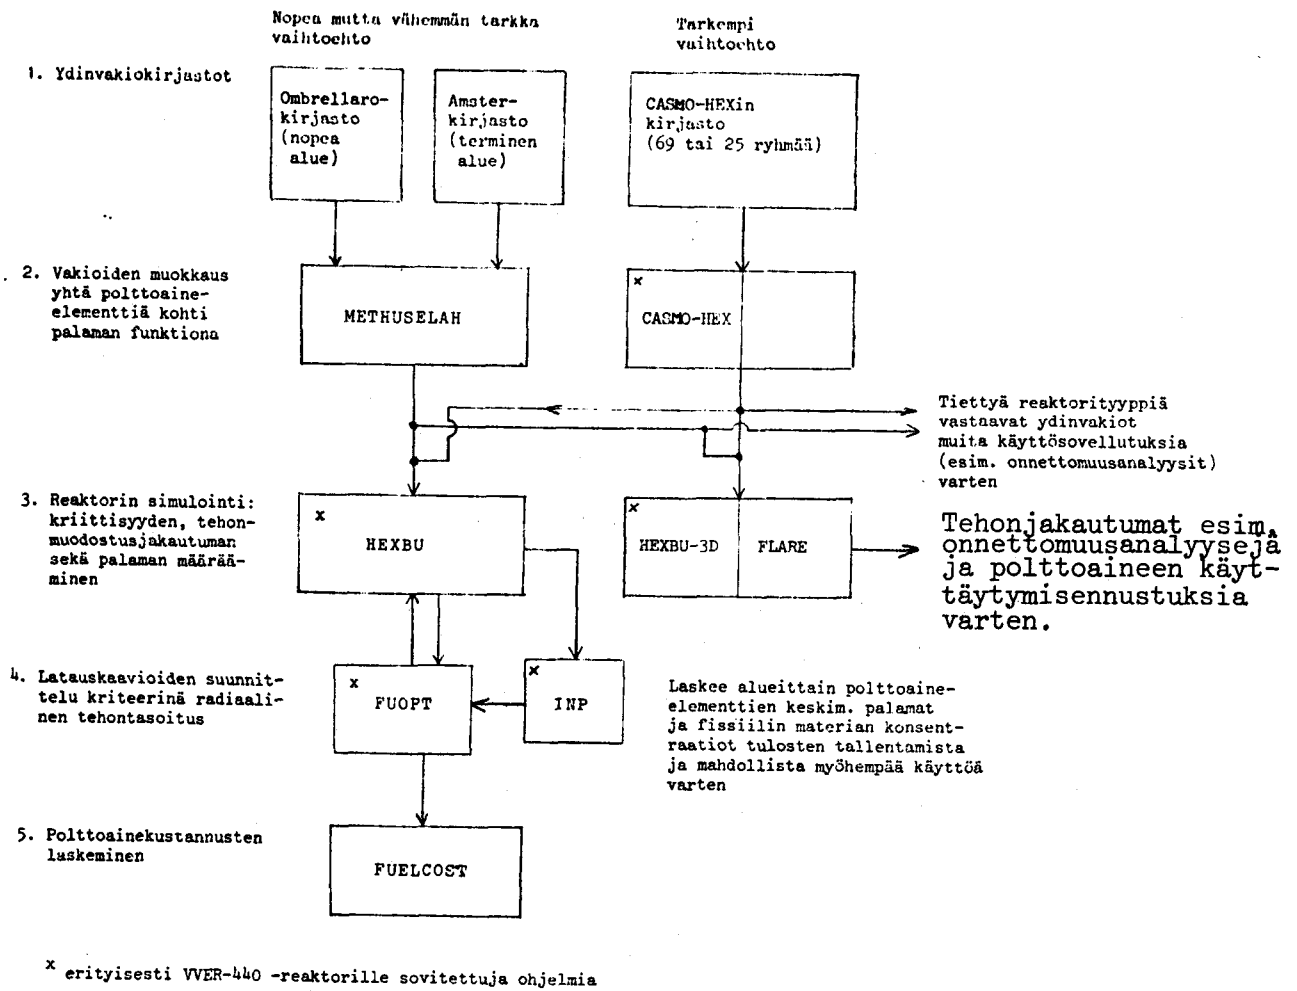 Nopea mutta vähemmän tarkka
vaihtoehto
Tarkempi
vaihtoehto
1. Ydinvakiokirjastot
Ombrellaro-
kirjasto
(nopea
alue)
Amster-
kirjasto
(terminen
alue)
CASMO-HEXin
kirjasto
(69 tai 25 ryhmää)
2. Vakioiden muokkaus
yhtä polttoaine-
elementtiä kohti
palaman funktiona
METHUSELAH
x
CASMO-HEX
Tiettyä reaktorityyppiä
vastaavat ydinvakiot
muita käyttösovellutuksia
(esim. onnettomuusanalyysit)
varten
3. Reaktorin simulointi:
kriittisyyden, tehon-
muodostusjakautuman
sekä palaman määrää-
minen
x
HEXBU
x
HEXBU-3D
FLARE
Tehonjakautumat esim.
onnettomuusanalyysejä
ja polttoaineen käyt-
täytymisennustuksia
varten.
4. Latauskaavioiden suunnit-
telu kriteerinä radiaali-
nen tehontasoitus
x
FUOPT
x
INP
Laskee alueittain polttoaine-
elementtien keskim. palamat
ja fissiilin materian konsent-
raatiot tulosten tallentamista
ja mahdollista myöhempää käyttöä
varten
5. Polttoainekustannusten
laskeminen
FUELCOST
x erityisesti VVER-440 -reaktorille sovitettuja ohjelmia